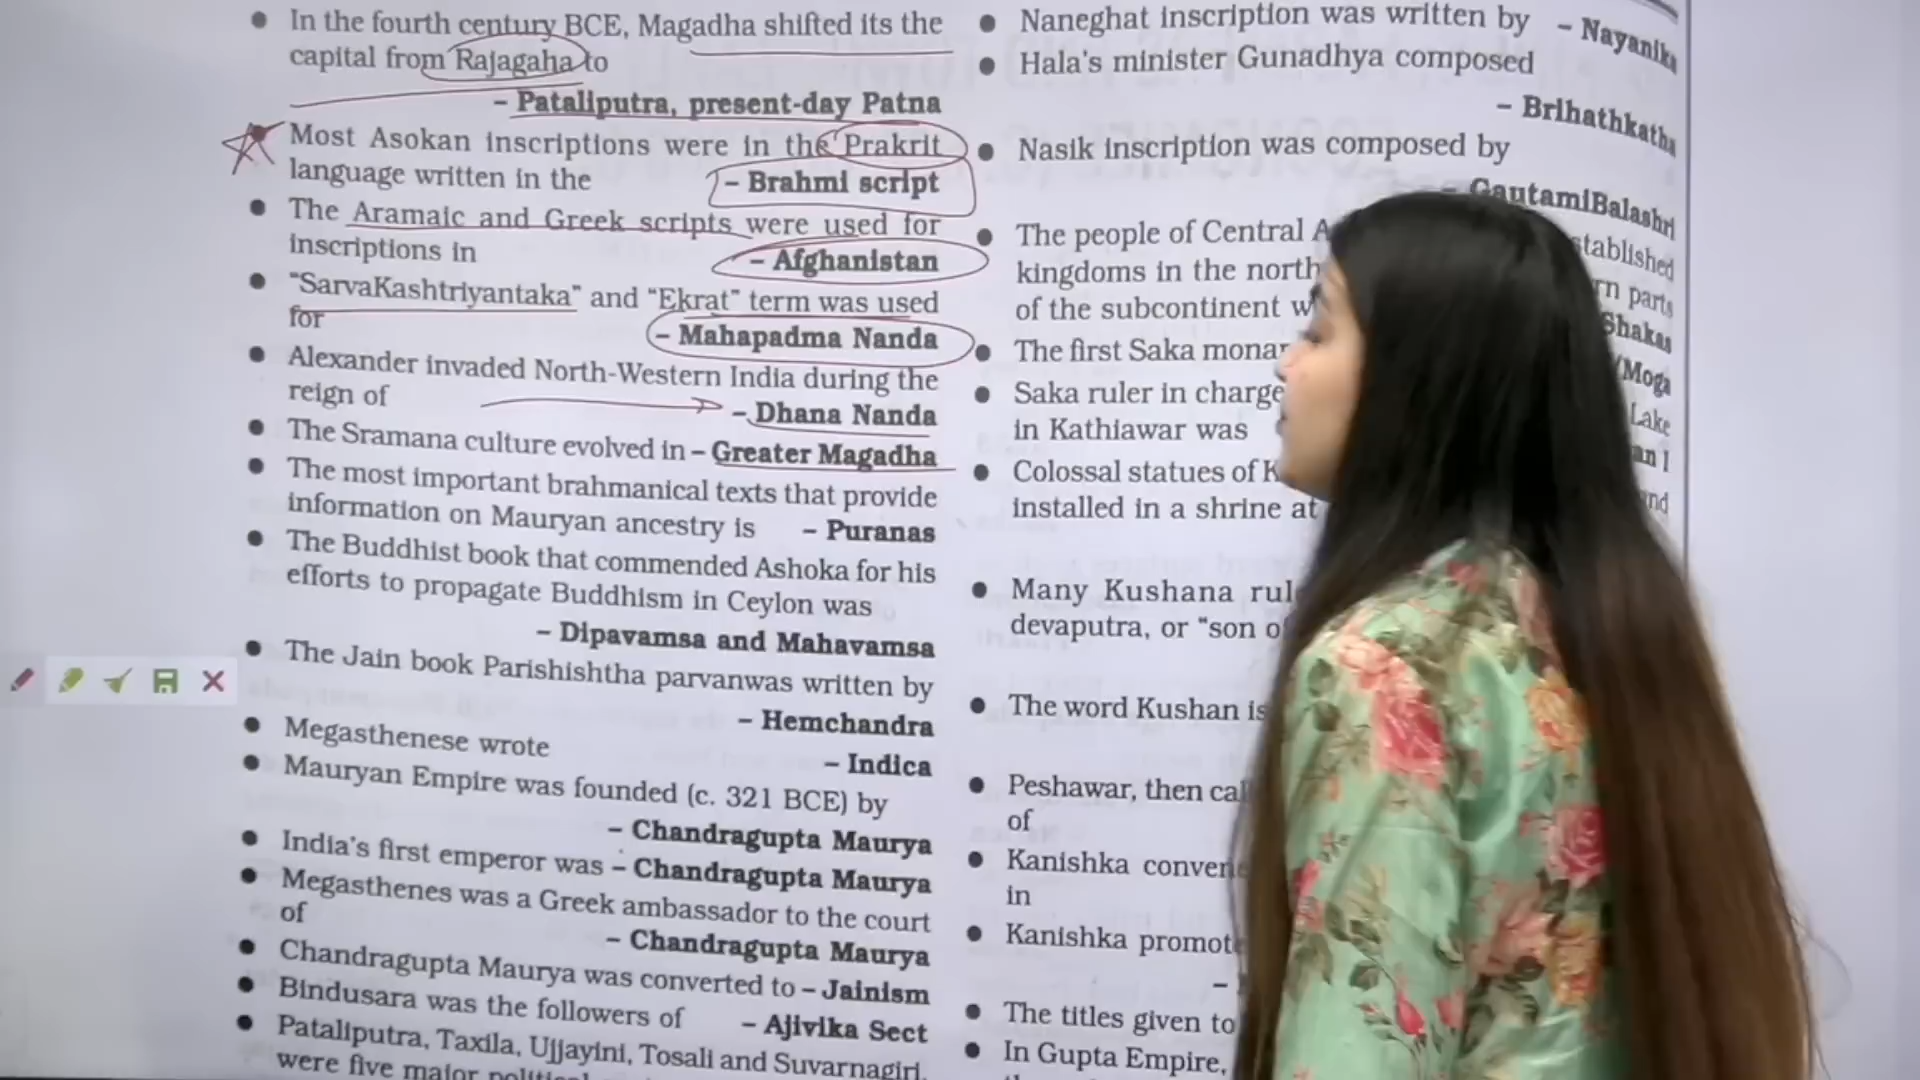 In the fourth century BCE, Magadha shifted its the
capital from Rajagaha to
– Pataliputra, present-day Patna
Most Asokan inscriptions were in the Prakrit
language written in the – Brahmi script
The Aramaic and Greek scripts were used for
inscriptions in – Afghanistan
"SarvaKashtriyantaka" and "Ekrat" term was used
for – Mahapadma Nanda
Alexander invaded North-Western India during the
reign of – Dhana Nanda
The Sramana culture evolved in – Greater Magadha
The most important brahmanical texts that provide
information on Mauryan ancestry is – Puranas
The Buddhist book that commended Ashoka for his
efforts to propagate Buddhism in Ceylon was
– Dipavamsa and Mahavamsa
The Jain book Parishishtha parvanwas written by
– Hemchandra
Megasthenese wrote – Indica
Mauryan Empire was founded (c. 321 BCE) by
– Chandragupta Maurya
India's first emperor was – Chandragupta Maurya
Megasthenes was a Greek ambassador to the court
of – Chandragupta Maurya
Chandragupta Maurya was converted to – Jainism
Bindusara was the followers of – Ajivika Sect
Pataliputra, Taxila, Ujjayini, Tosali and Suvarnagiri,
were five major
Naneghat inscription was written by – Nayanika
Hala's minister Gunadhya composed
– Brihathkatha
Nasik inscription was composed by
– GautamiBalashri
The people of Central
kingdoms in the north
of the subcontinent
parts
Shakas
The first Saka
(Moga
Saka ruler in charge
Lake
in Kathiawar was
Colossal statues of
installed in a shrine at
Many Kushana
devaputra, or "son
The word Kushan is
Peshawar, then
of
Kanishka
in
Kanishka
–
The titles given to
In Gupta Empire,